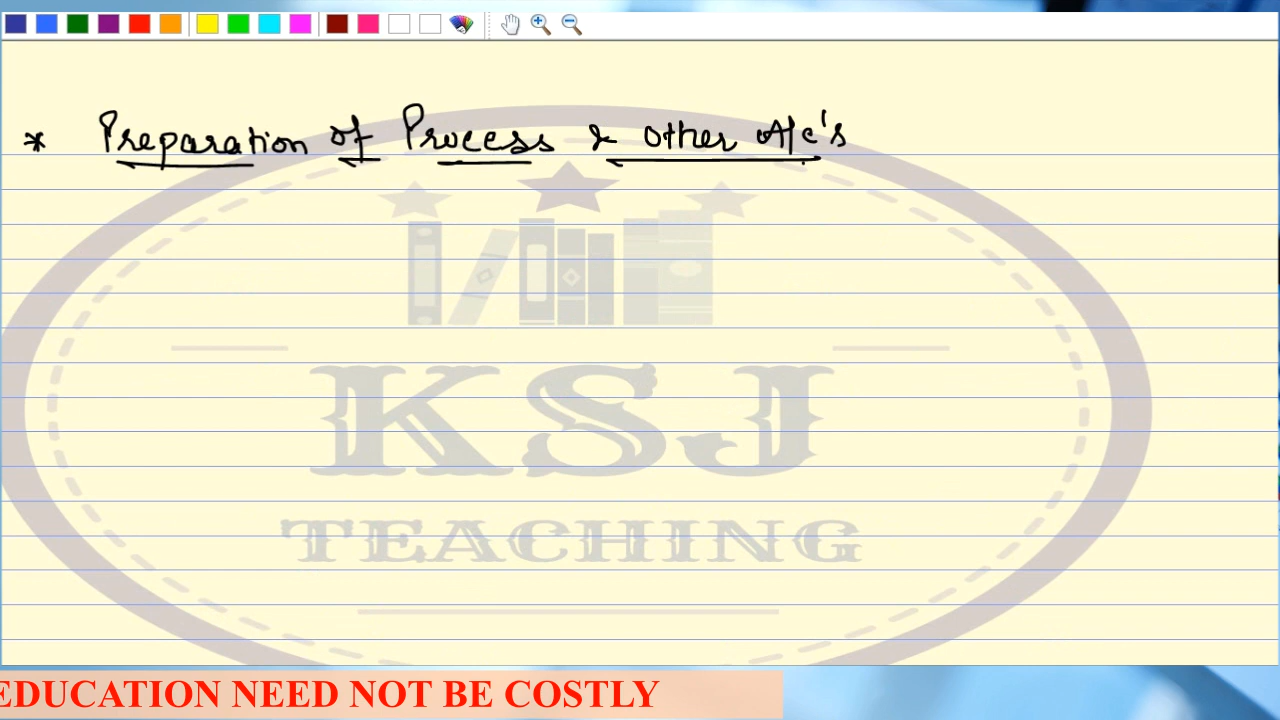 * Preparation of Process & Other A/c's
KSJ
TEACHING
EDUCATION NEED NOT BE COSTLY